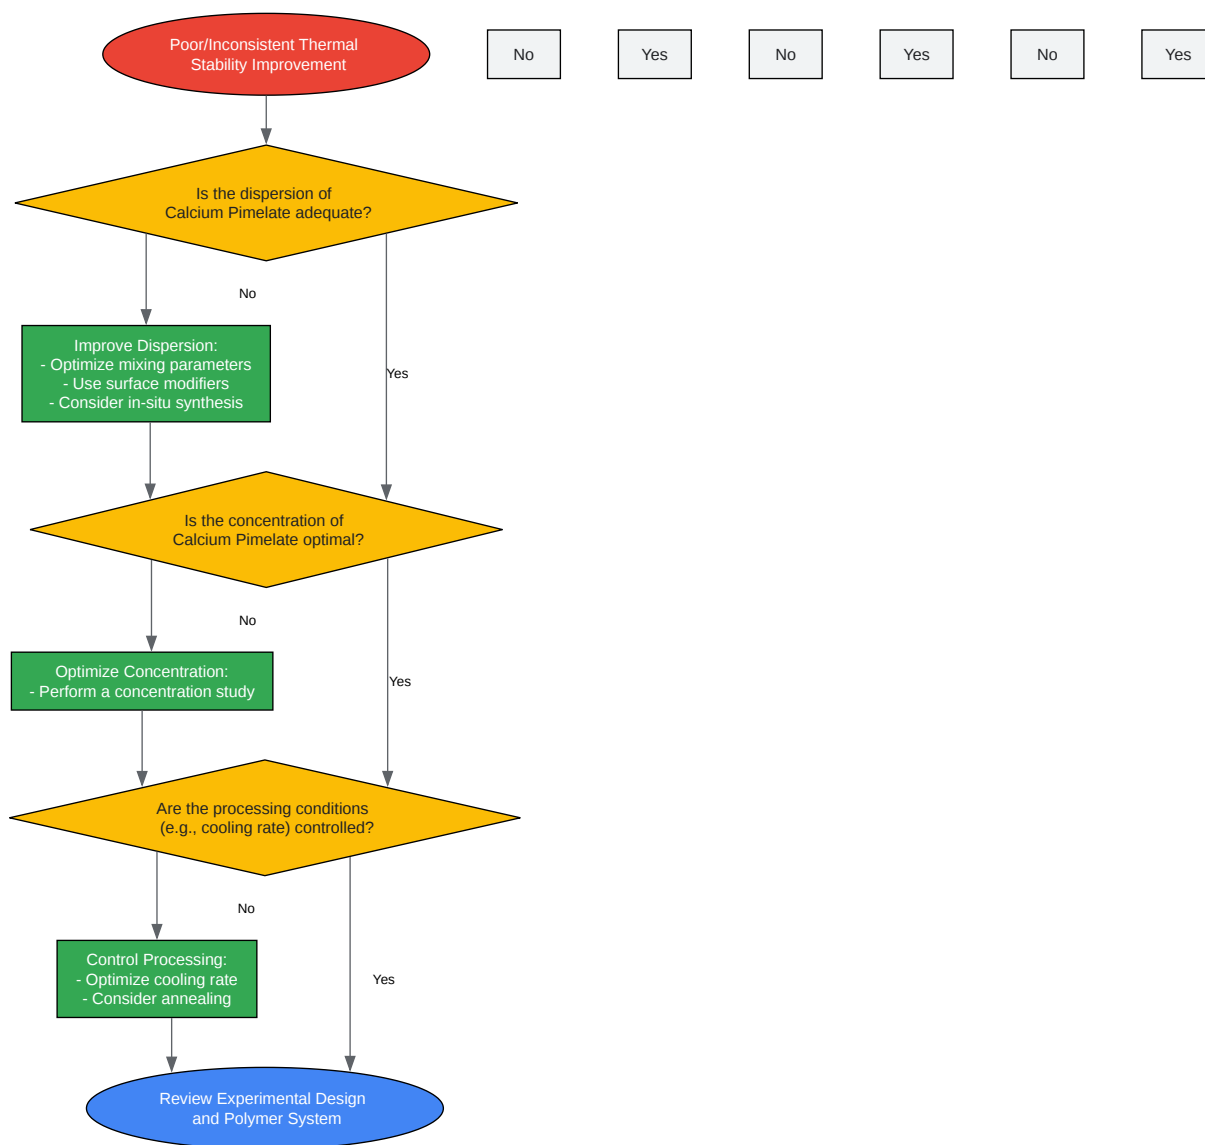 Poor/Inconsistent Thermal
Stability Improvement
No
Yes
No
Yes
No
Yes
Is the dispersion of
Calcium Pimelate adequate?
No
Improve Dispersion:
- Optimize mixing parameters
- Use surface modifiers
- Consider in-situ synthesis
Yes
Is the concentration of
Calcium Pimelate optimal?
No
Optimize Concentration:
- Perform a concentration study
Yes
Are the processing conditions
(e.g., cooling rate) controlled?
No
Control Processing:
- Optimize cooling rate
- Consider annealing
Yes
Review Experimental Design
and Polymer System